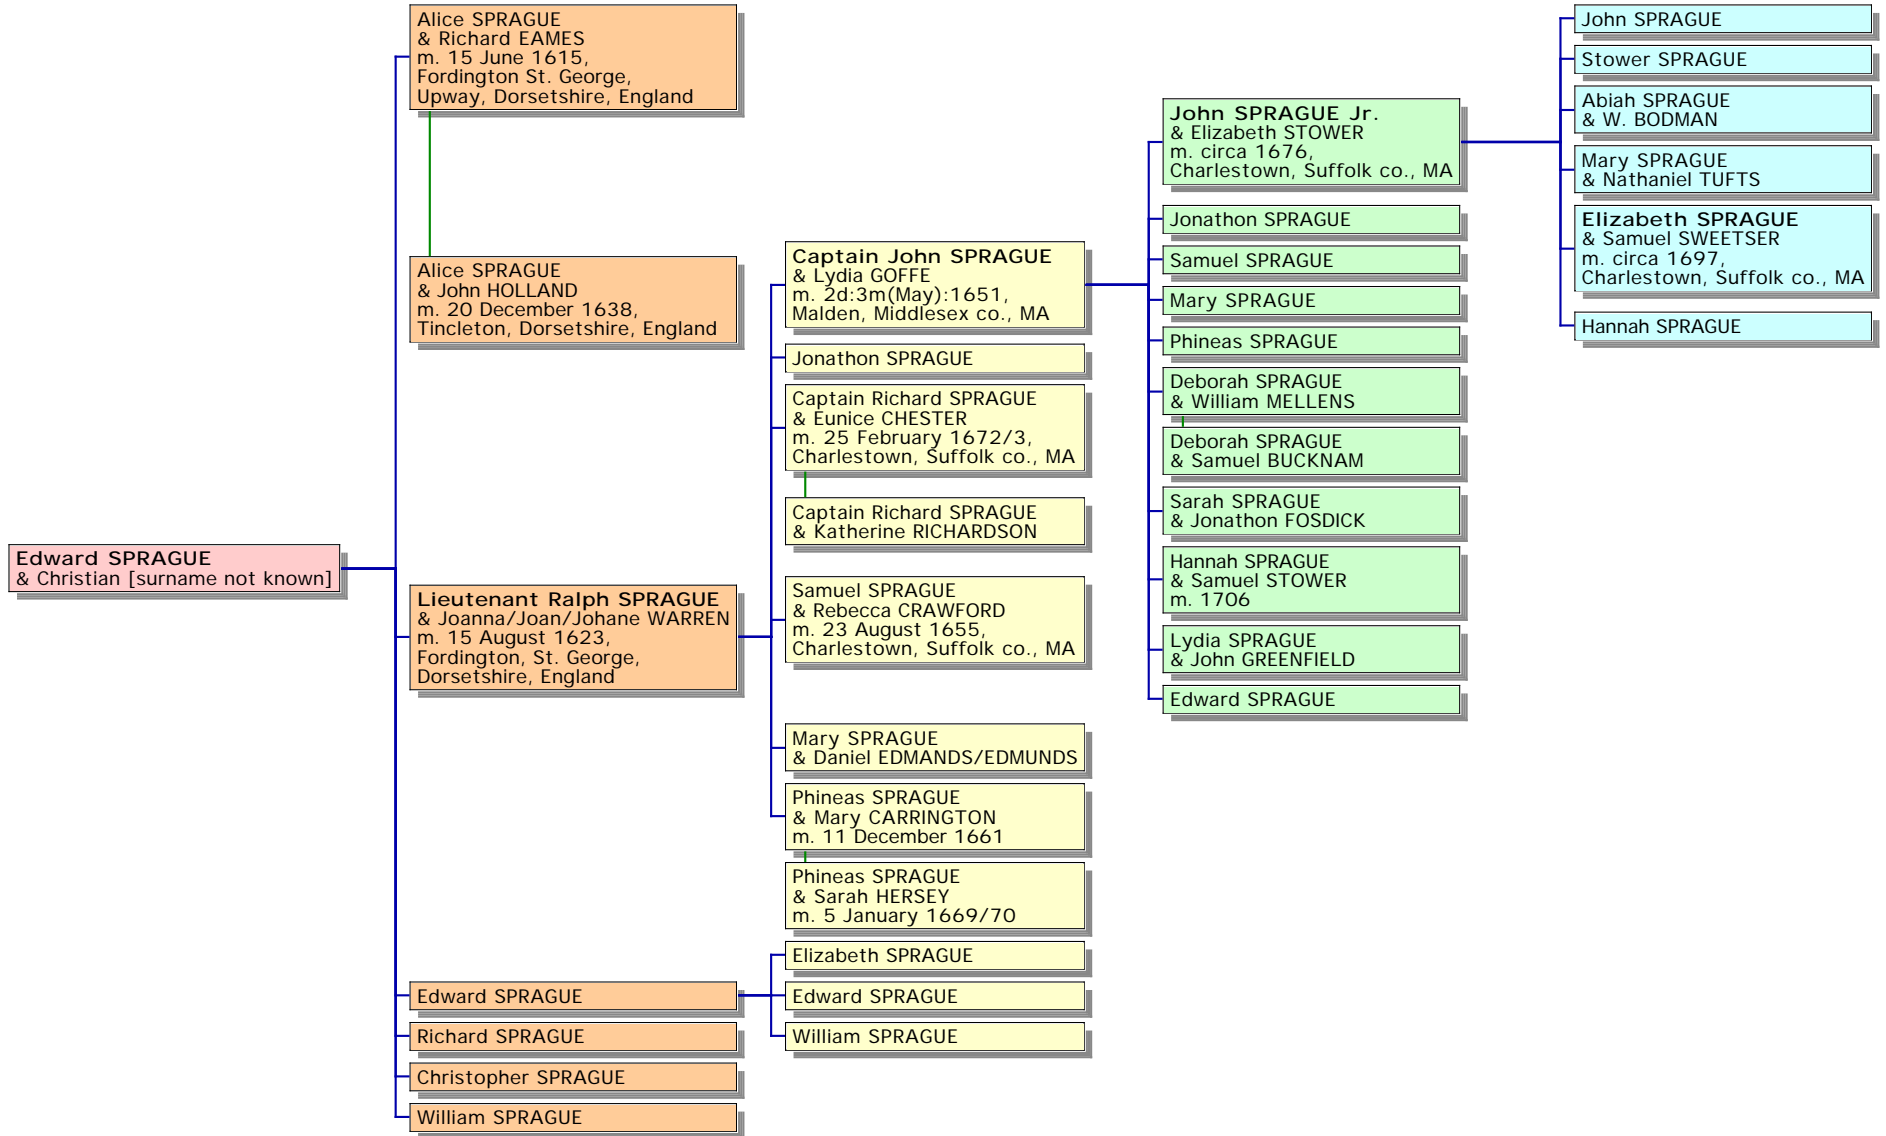 Edward SPRAGUE
& Christian [surname not known]
Alice SPRAGUE
& Richard EAMES
m. 15 June 1615,
Fordington St. George,
Upway, Dorsetshire, England
Alice SPRAGUE
& John HOLLAND
m. 20 December 1638,
Tincleton, Dorsetshire, England
Lieutenant Ralph SPRAGUE
& Joanna/Joan/Johane WARREN
m. 15 August 1623,
Fordington, St. George,
Dorsetshire, England
Edward SPRAGUE
Richard SPRAGUE
Christopher SPRAGUE
William SPRAGUE
Captain John SPRAGUE
& Lydia GOFFE
m. 2d:3m(May):1651,
Malden, Middlesex co., MA
Jonathon SPRAGUE
Captain Richard SPRAGUE
& Eunice CHESTER
m. 25 February 1672/3,
Charlestown, Suffolk co., MA
Captain Richard SPRAGUE
& Katherine RICHARDSON
Samuel SPRAGUE
& Rebecca CRAWFORD
m. 23 August 1655,
Charlestown, Suffolk co., MA
Mary SPRAGUE
& Daniel EDMANDS/EDMUNDS
Phineas SPRAGUE
& Mary CARRINGTON
m. 11 December 1661
Phineas SPRAGUE
& Sarah HERSEY
m. 5 January 1669/70
Elizabeth SPRAGUE
Edward SPRAGUE
William SPRAGUE
John SPRAGUE Jr.
& Elizabeth STOWER
m. circa 1676,
Charlestown, Suffolk co., MA
Jonathon SPRAGUE
Samuel SPRAGUE
Mary SPRAGUE
Phineas SPRAGUE
Deborah SPRAGUE
& William MELLENS
Deborah SPRAGUE
& Samuel BUCKNAM
Sarah SPRAGUE
& Jonathon FOSDICK
Hannah SPRAGUE
& Samuel STOWER
m. 1706
Lydia SPRAGUE
& John GREENFIELD
Edward SPRAGUE
John SPRAGUE
Stower SPRAGUE
Abiah SPRAGUE
& W. BODMAN
Mary SPRAGUE
& Nathaniel TUFTS
Elizabeth SPRAGUE
& Samuel SWEETSER
m. circa 1697,
Charlestown, Suffolk co., MA
Hannah SPRAGUE